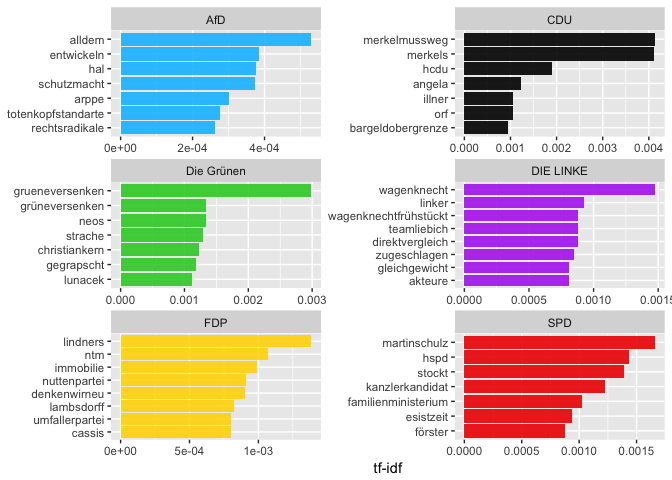 AfD
alldem
entwickeln
hal
schutzmacht
arppe
totenkopfstandarte
rechtsradikale
0e+00 2e-04 4e-04
CDU
merkelmussweg
merkels
hcdu
angela
illner
orf
bargeldobergrenze
0.000 0.001 0.002 0.003 0.004
Die Grünen
grueneversenken
grüneversenken
neos
strache
christiankern
gegrapscht
lunacek
0.000 0.001 0.002 0.003
DIE LINKE
wagenknecht
linker
wagenknechtfrühstückt
teamliebich
direktvergleich
zugeschlagen
gleichgewicht
akteure
0.0000 0.0005 0.0010 0.0015
FDP
lindners
ntm
immobilie
nuttenpartei
denkenwirneu
lambsdorff
umfallerpartei
cassis
0e+00 5e-04 1e-03
SPD
martinschulz
hspd
stockt
kanzlerkandidat
familienministerium
esistzeit
förster
0.0000 0.0005 0.0010 0.0015
tf-idf